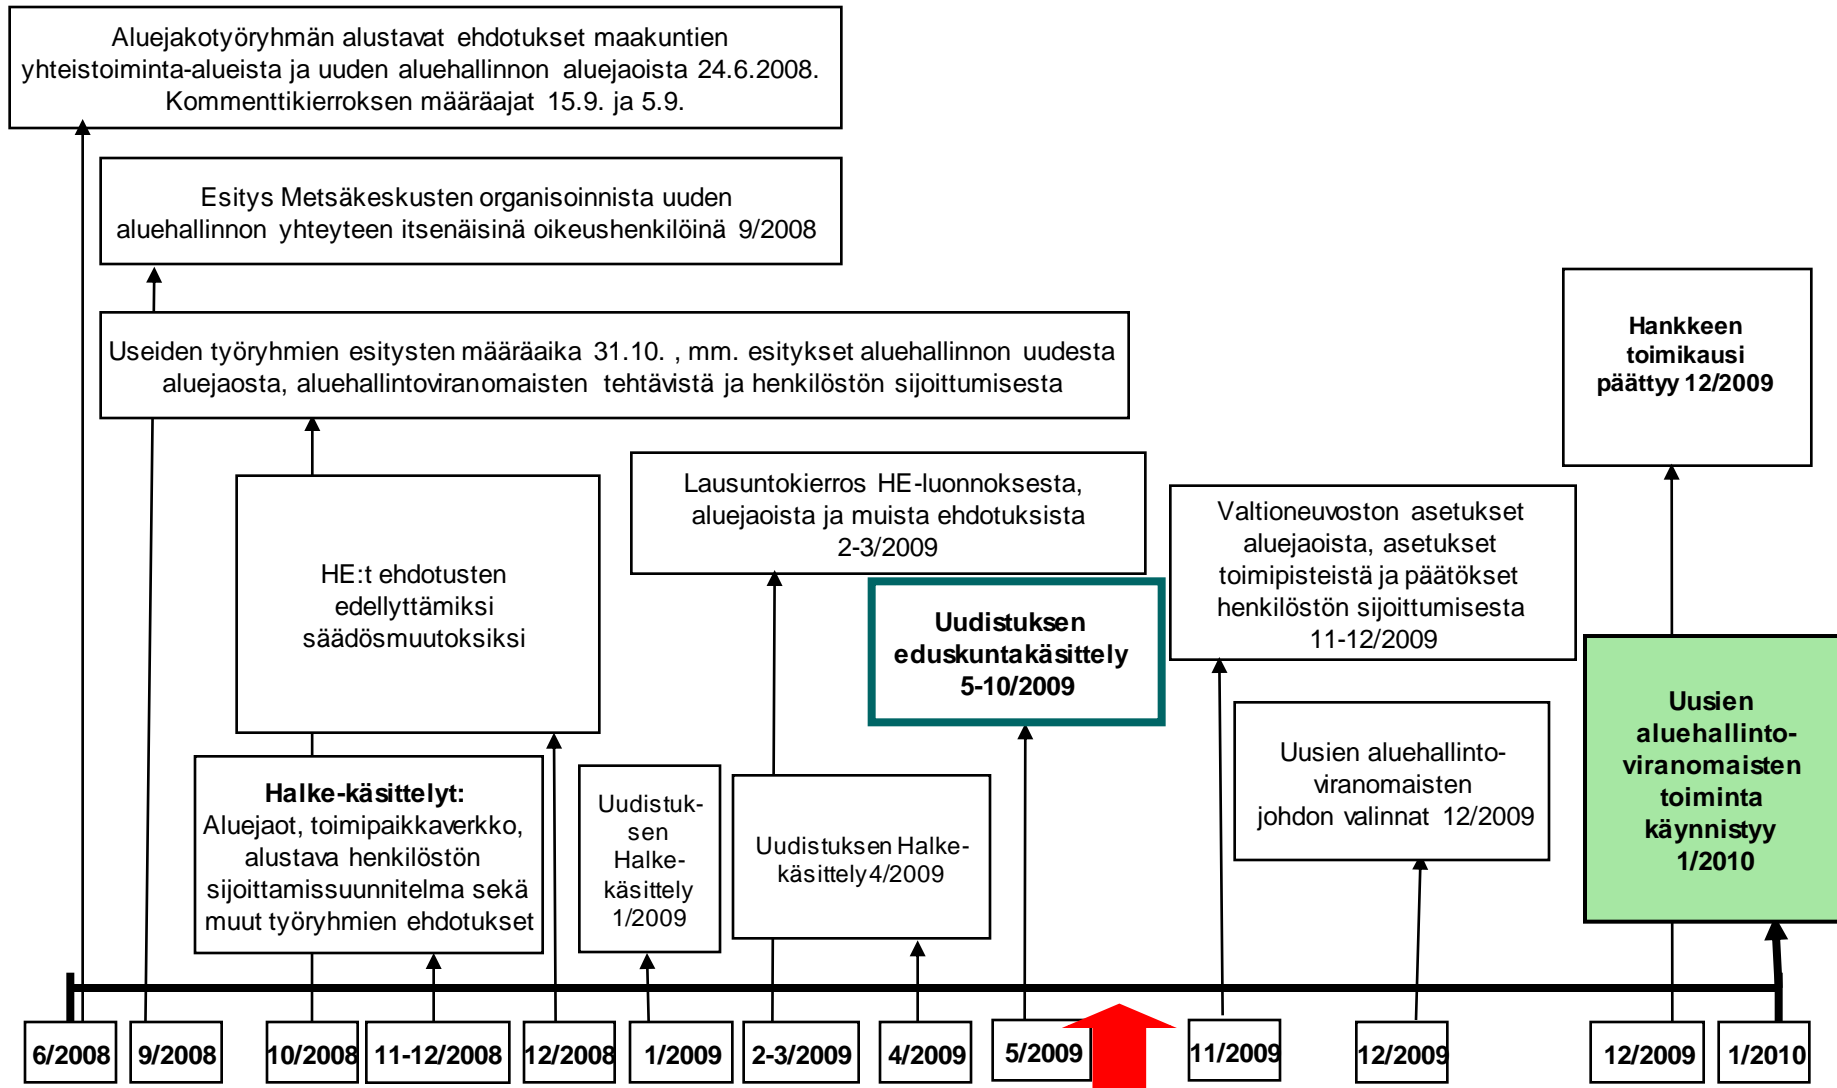 Aluejakotyöryhmän alustavat ehdotukset maakuntien
yhteistoiminta-alueista ja uuden aluehallinnon aluejaoista 24.6.2008.
Kommenttikierroksen määräajat 15.9. ja 5.9.
Esitys Metsäkeskusten organisoinnista uuden
aluehallinnon yhteyteen itsenäisinä oikeushenkilöinä 9/2008
Useiden työryhmien esitysten määräaika 31.10. , mm. esitykset aluehallinnon uudesta
aluejaosta, aluehallintoviranomaisten tehtävistä ja henkilöstön sijoittumisesta
Hankkeen
toimikausi
päättyy 12/2009
HE:t ehdotusten
edellyttämiksi
säädösmuutoksiksi
Lausuntokierros HE-luonnoksesta,
aluejaoista ja muista ehdotuksista
2-3/2009
Uudistuksen
eduskuntakäsittely
5-10/2009
Valtioneuvoston asetukset
aluejaoista, asetukset
toimipisteistä ja päätökset
henkilöstön sijoittumisesta
11-12/2009
Uusien
aluehallinto-
viranomaisten
toiminta
käynnistyy
1/2010
Halke-käsittelyt:
Aluejaot, toimipaikkaverkko,
alustava henkilöstön
sijoittamissuunnitelma sekä
muut työryhmien ehdotukset
Uudistuk-
sen
Halke-
käsittely
1/2009
Uudistuksen Halke-
käsittely4/2009
Uusien aluehallinto-
viranomaisten
johdon valinnat 12/2009
6/2008
9/2008
10/2008
11-12/2008
12/2008
1/2009
2-3/2009
4/2009
5/2009
11/2009
12/2009
12/2009
1/2010